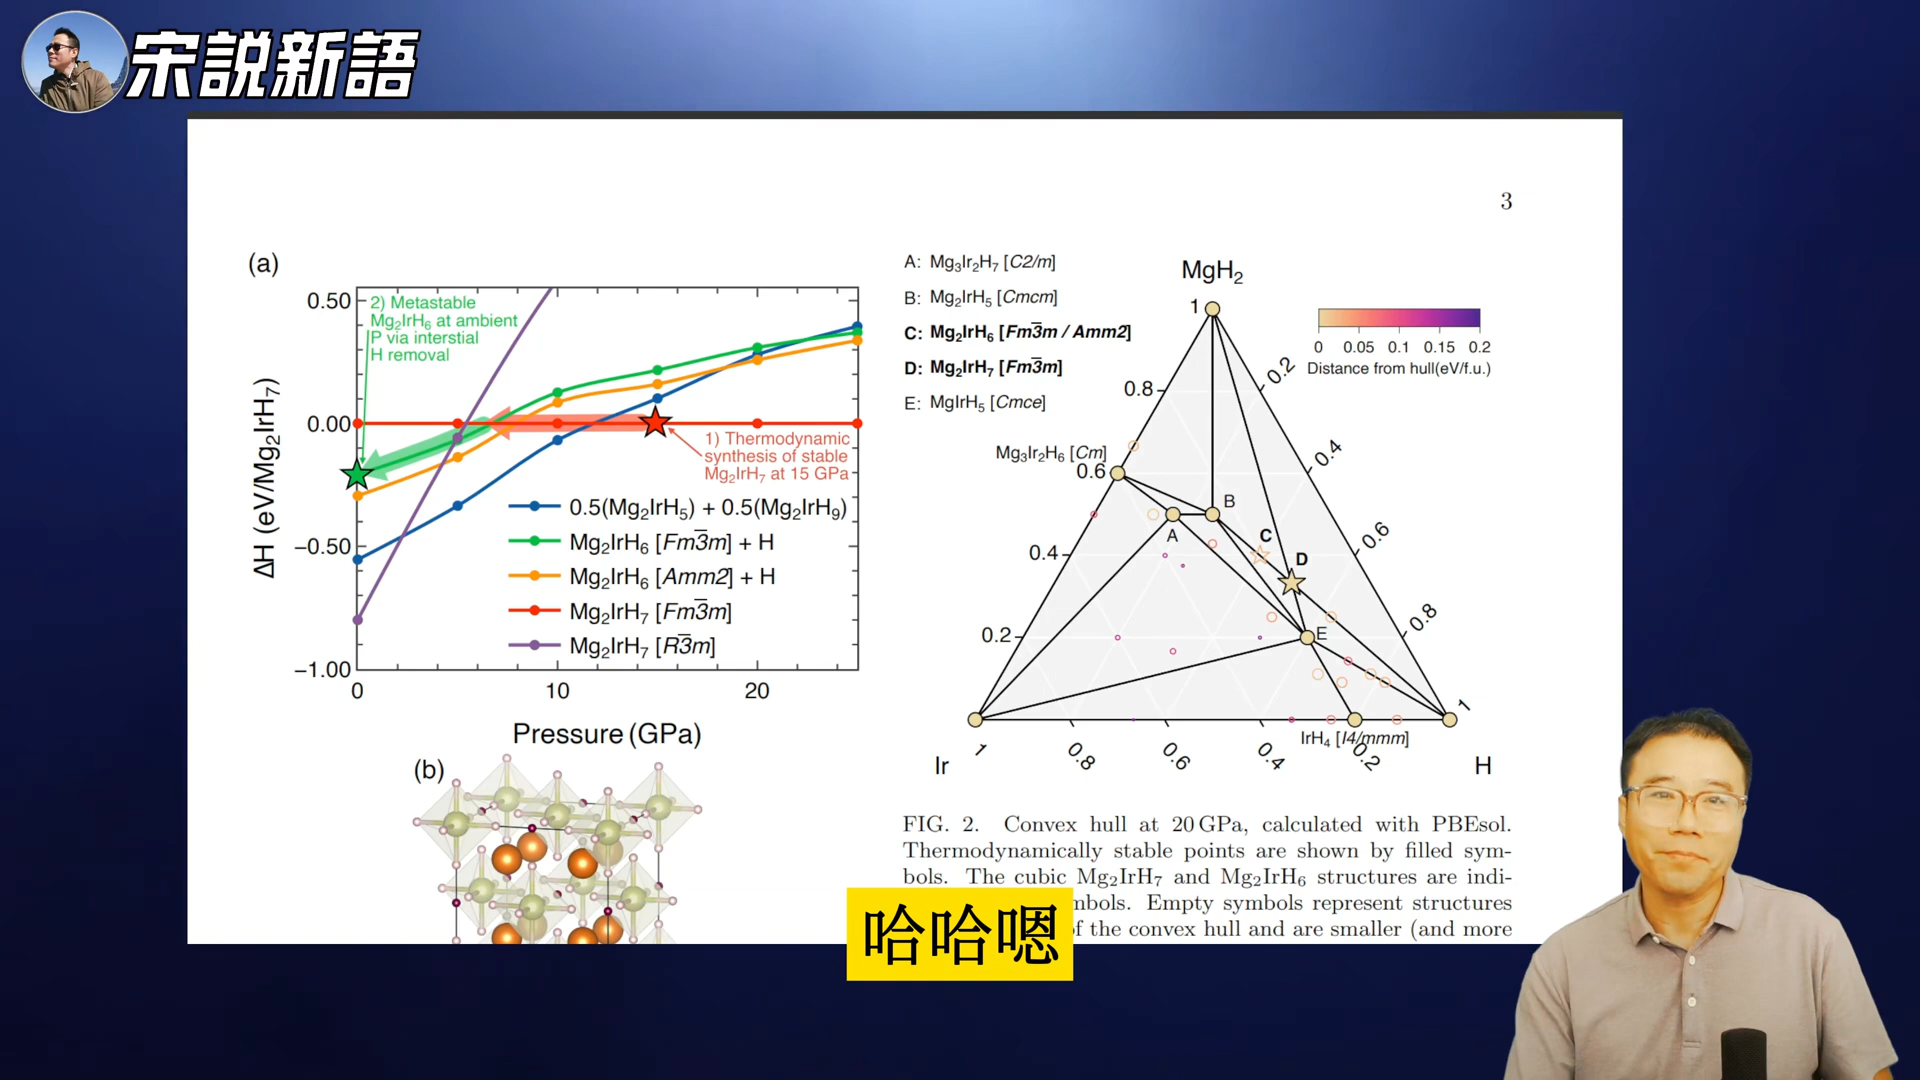 宋説新語
3
(a)
0.50
0.00
−0.50
−1.00
ΔH (eV/Mg₂IrH₇)
2) Metastable
Mg₂IrH₆ at ambient
P via interstial
H removal
1) Thermodynamic
synthesis of stable
Mg₂IrH₇ at 15 GPa
0.5(Mg₂IrH₅) + 0.5(Mg₂IrH₉)
Mg₂IrH₆ [Fm3̅m] + H
Mg₂IrH₆ [Amm2] + H
Mg₂IrH₇ [Fm3̅m]
Mg₂IrH₇ [R3̅m]
0
10
20
Pressure (GPa)
(b)
A: Mg₃Ir₂H₇ [C2/m]
B: Mg₂IrH₅ [Cmcm]
C: Mg₂IrH₆ [Fm3̅m / Amm2]
D: Mg₂IrH₇ [Fm3̅m]
E: MgIrH₅ [Cmce]
MgH₂
1
0 0.05 0.1 0.15 0.2
Distance from hull(eV/f.u.)
0.2
0.8
0.4
Mg₃Ir₂H₆ [Cm]
0.6
B
A
C
0.6
0.4
D
0.8
0.2
E
1
IrH₄ [I4/mmm]
1
0.8
0.6
0.4
0.2
Ir
H
FIG. 2. Convex hull at 20 GPa, calculated with PBEsol.
Thermodynamically stable points are shown by filled sym-
bols. The cubic Mg₂IrH₇ and Mg₂IrH₆ structures are indi-
mbols. Empty symbols represent structures
f the convex hull and are smaller (and more
哈哈嗯